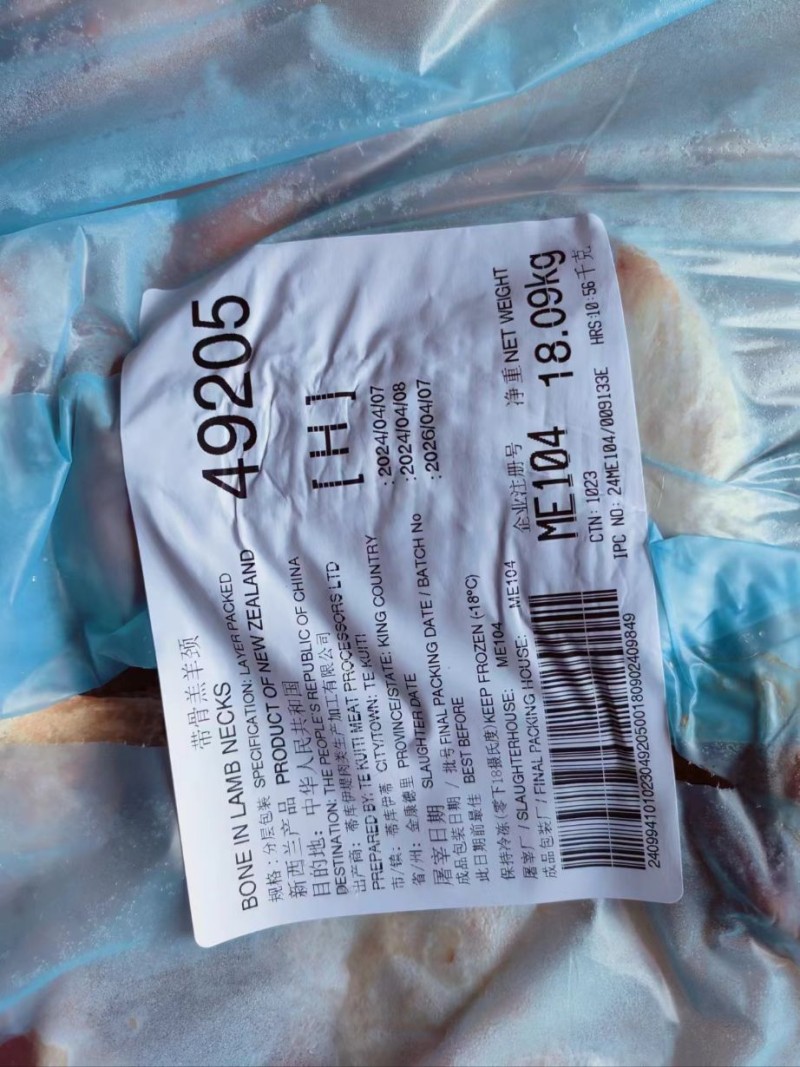 带骨羔羊颈
BONE IN LAMB NECKS
49205
规格：分层包装 SPECIFICATION: LAYER PACKED
新西兰产品 PRODUCT OF NEW ZEALAND
目的地：中华人民共和国
DESTINATION: THE PEOPLE'S REPUBLIC OF CHINA
[H]
出产商：蒂库伊堤肉类生产加工有限公司
PREPARED BY: TE KUITI MEAT PROCESSORS LTD
市/镇：蒂库伊蒂 CITY/TOWN: TE KUITI
省/州：金康德里 PROVINCE/STATE: KING COUNTRY
屠宰日期 SLAUGHTER DATE :2024/04/07
成品包装日期 / 批号 FINAL PACKING DATE / BATCH No :2024/04/08
此日期前最佳 BEST BEFORE :2026/04/07
保持冷冻(零下18摄氏度)KEEP FROZEN (-18°C)
屠宰厂 / SLAUGHTERHOUSE: ME104
成品包装厂 / FINAL PACKING HOUSE: ME104
企业注册号 净重 NET WEIGHT
ME104 18.09kg
千克
CTN: 1023 HRS:10:56
IPC NO: 24ME104/009133E
2409941010230492050018090240984​9